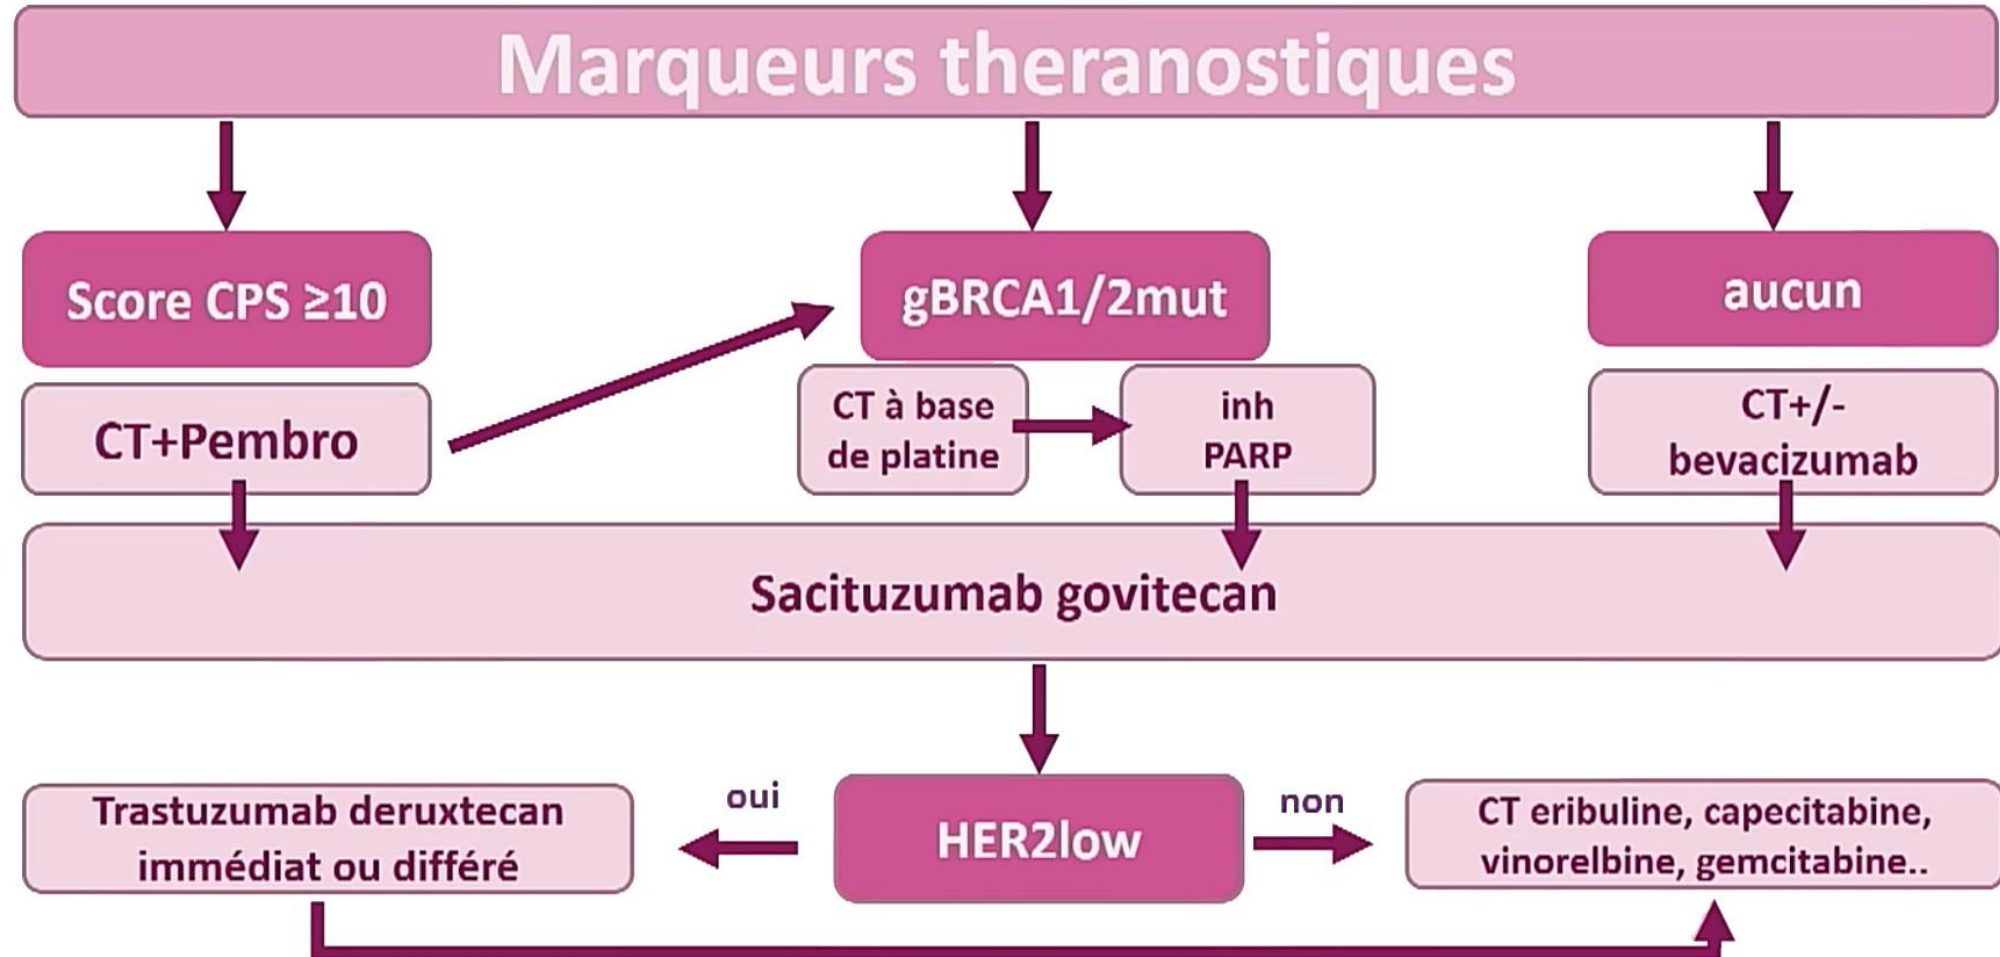 Marqueurs theranostiques
Score CPS ≥10
gBRCA1/2mut
aucun
CT+Pembro
CT à base
de platine
inh
PARP
CT+/-
bevacizumab
Sacituzumab govitecan
Trastuzumab deruxtecan
immédiat ou différé
oui
HER2low
non
CT eribuline, capecitabine,
vinorelbine, gemcitabine..